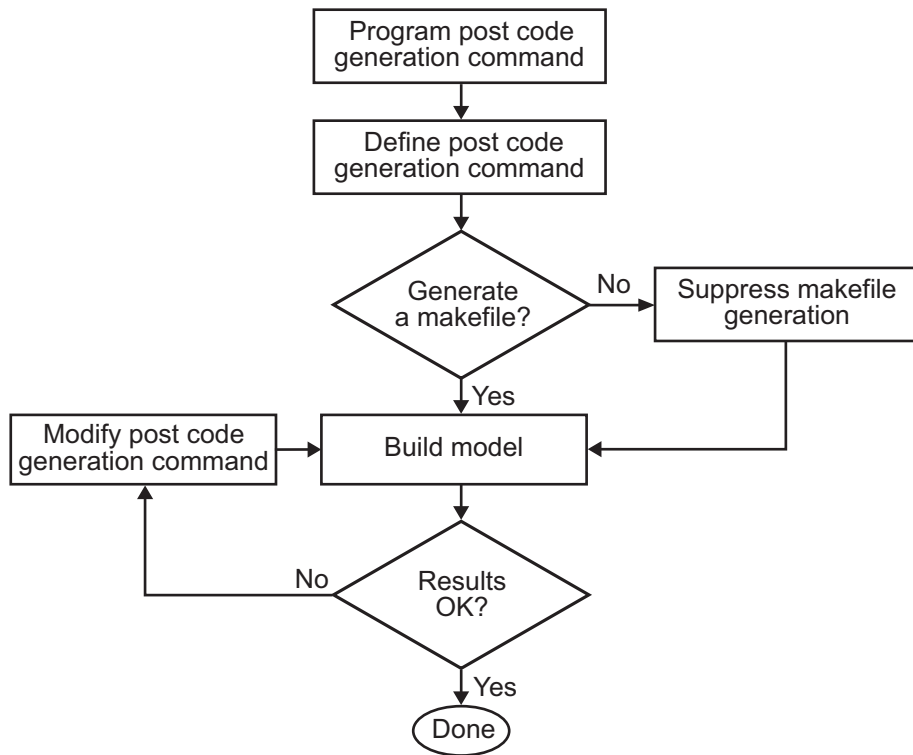 Program post code
generation command
Define post code
generation command
Generate
a makefile?
No
Suppress makefile
generation
Yes
Modify post code
generation command
Build model
No
Results
OK?
Yes
Done